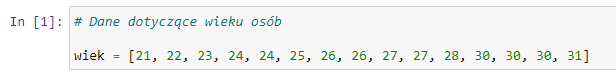 In [1]: # Dane dotyczące wieku osób
wiek = [21, 22, 23, 24, 24, 25, 26, 26, 27, 27, 28, 30, 30, 30, 31]